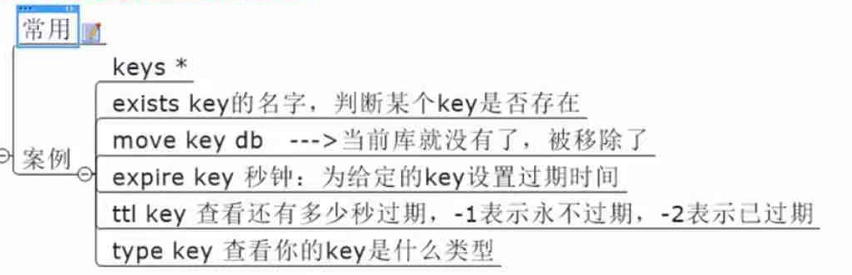 常用
keys *
exists key的名字，判断某个key是否存在
move key db --->当前库就没有了，被移除了
案例
expire key 秒钟：为给定的key设置过期时间
ttl key 查看还有多少秒过期，-1表示永不过期，-2表示已过期
type key 查看你的key是什么类型